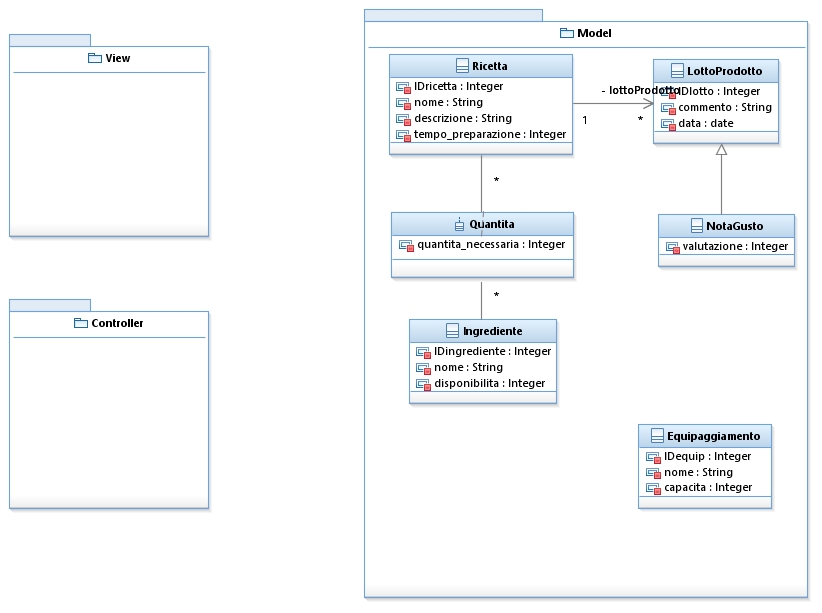 View
Controller
Model
Ricetta
IDricetta : Integer
nome : String
descrizione : String
tempo_preparazione : Integer
- lottoProdotto
1
*
LottoProdotto
IDlotto : Integer
commento : String
data : date
*
Quantita
quantita_necessaria : Integer
NotaGusto
valutazione : Integer
*
Ingrediente
IDingrediente : Integer
nome : String
disponibilita : Integer
Equipaggiamento
IDequip : Integer
nome : String
capacita : Integer